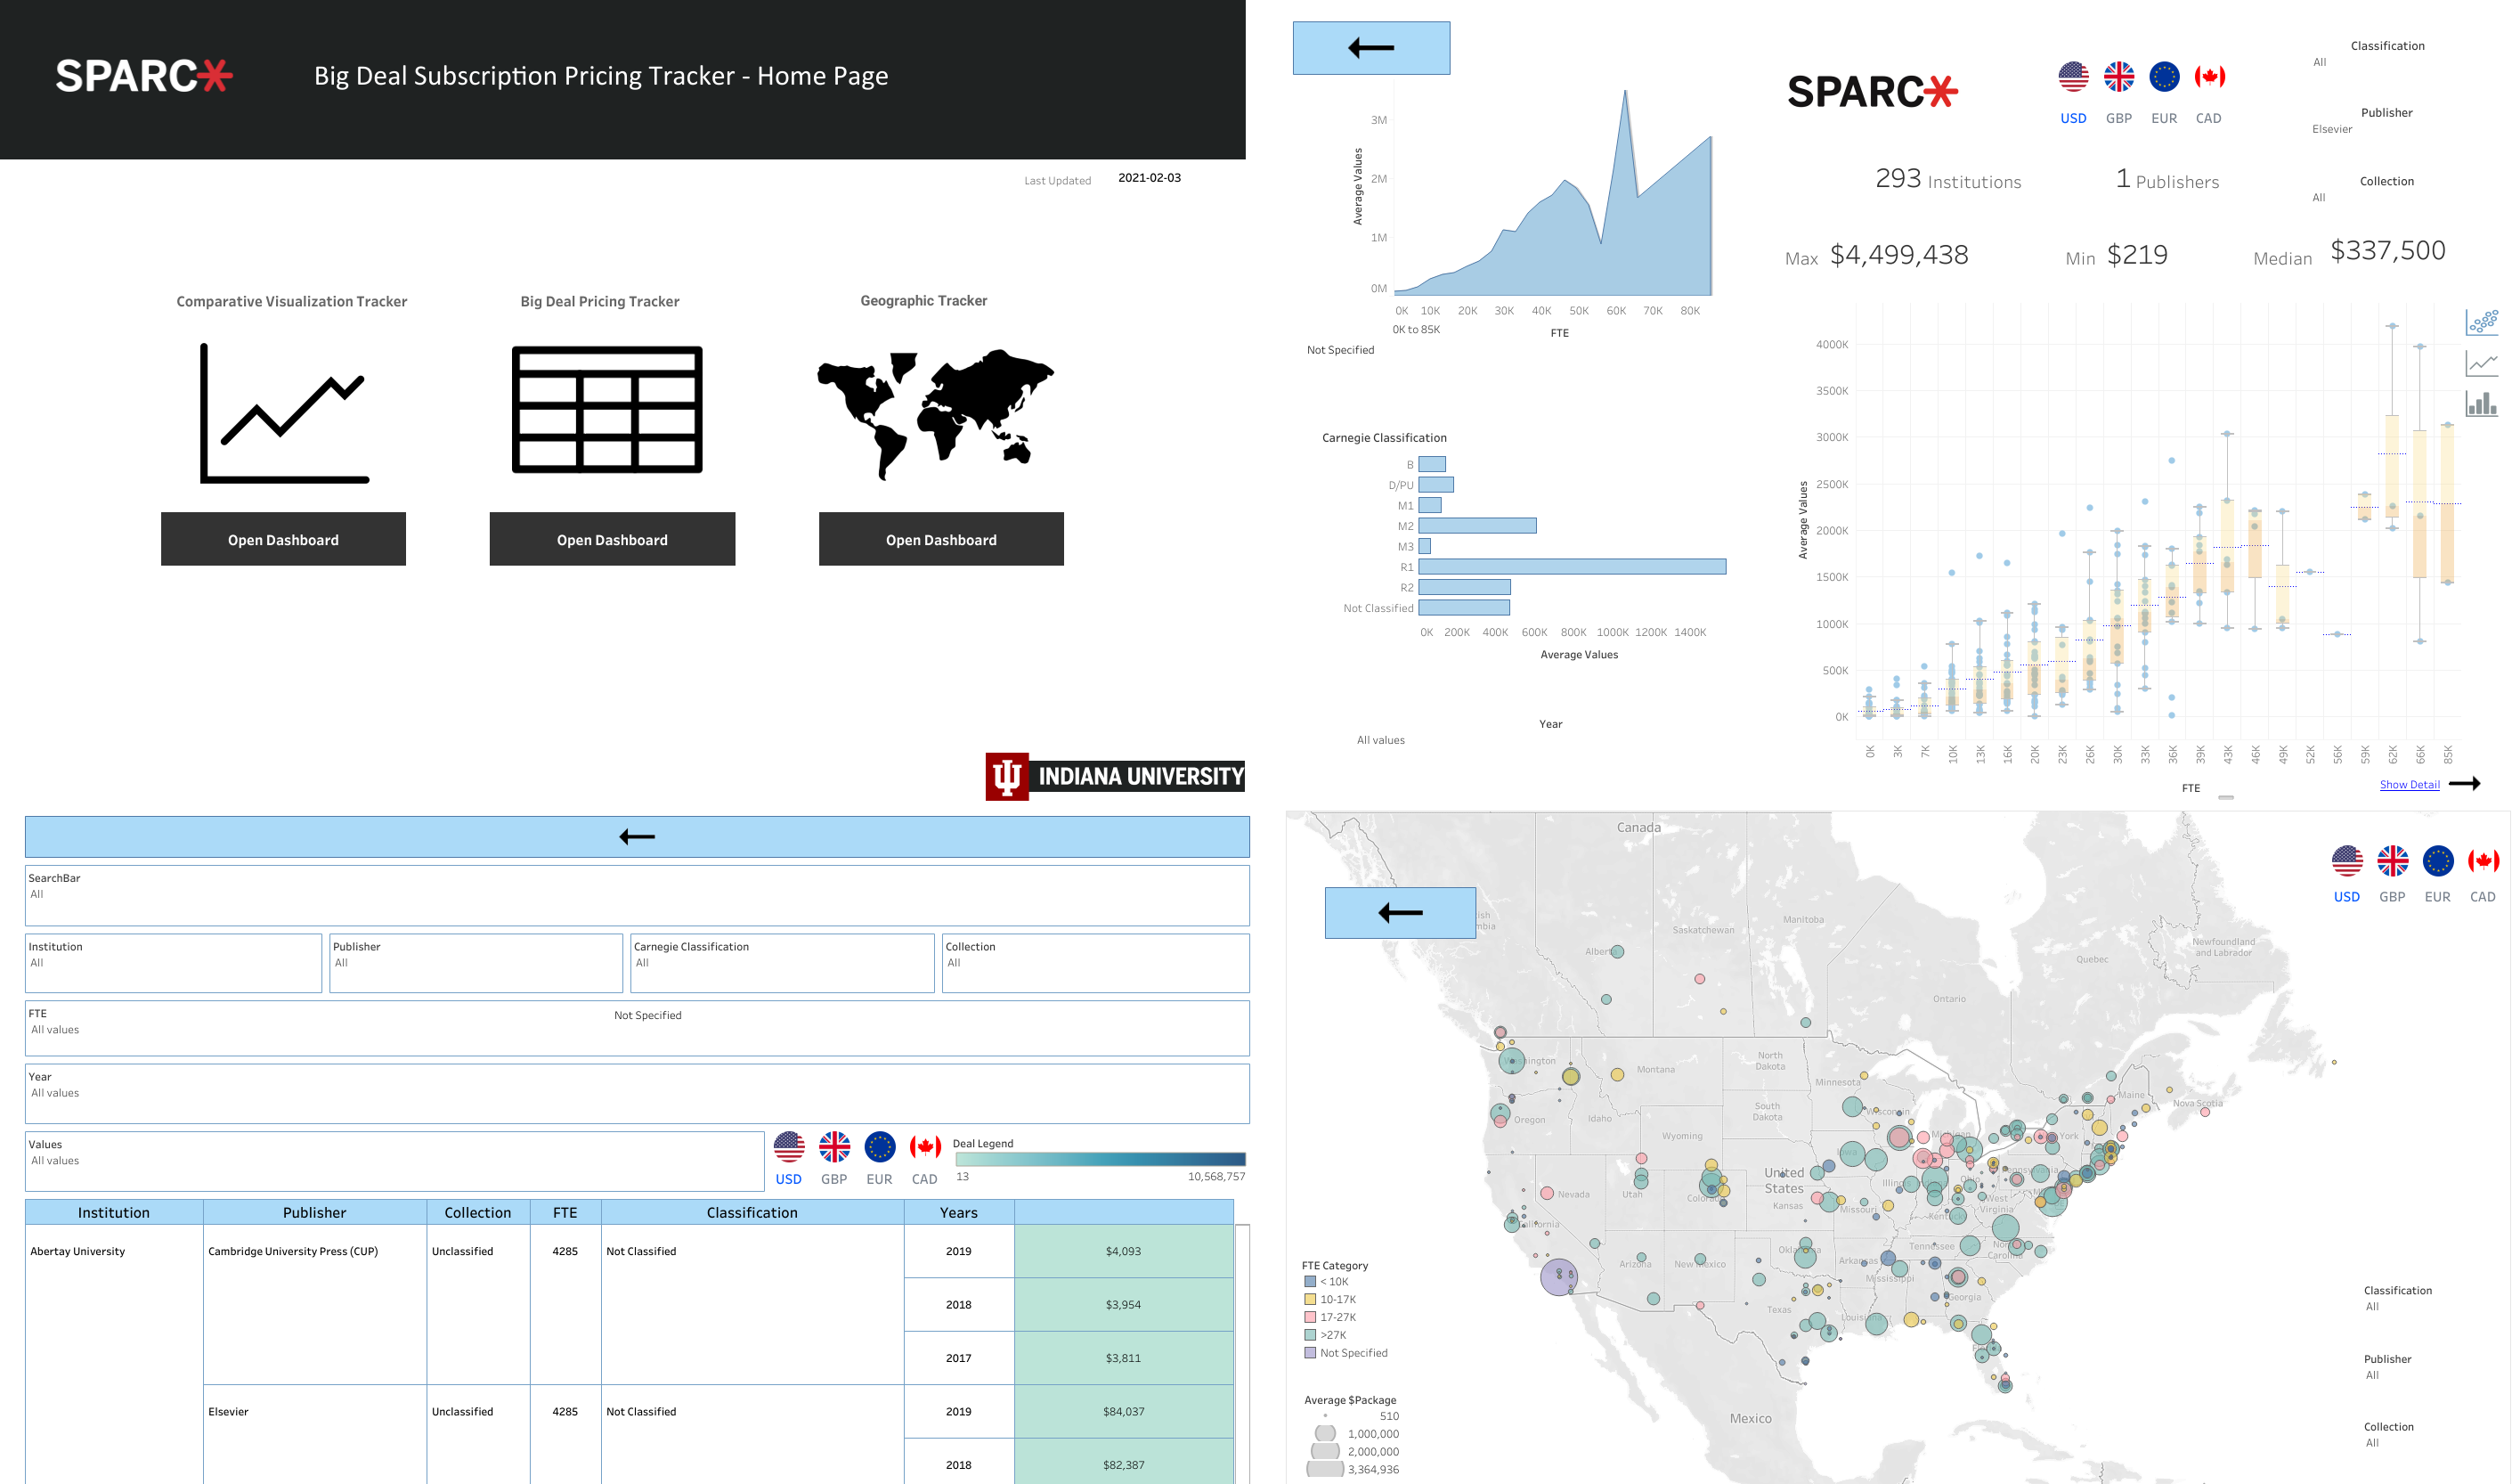 SPARC
Big Deal Subscription Pricing Tracker - Home Page
Last Updated 2021-02-03
Comparative Visualization Tracker
Big Deal Pricing Tracker
Geographic Tracker
Open Dashboard
Open Dashboard
Open Dashboard
INDIANA UNIVERSITY
Average Values
3M
2M
1M
0M
0K 10K 20K 30K 40K 50K 60K 70K 80K
0K to 85K
FTE
Not Specified
Carnegie Classification
B
D/PU
M1
M2
M3
R1
R2
Not Classified
0K 200K 400K 600K 800K 1000K 1200K 1400K
Average Values
Year
All values
SPARC
USD GBP EUR CAD
Classification
All
Publisher
Elsevier
Collection
All
293 Institutions
1 Publishers
Max $4,499,438
Min $219
Median $337,500
Average Values
4000K
3500K
3000K
2500K
2000K
1500K
1000K
500K
0K
0K 3K 7K 10K 13K 16K 20K 23K 26K 30K 33K 36K 39K 43K 46K 49K 52K 56K 59K 62K 66K 85K
FTE
Show Detail
SearchBar
All
Institution
All
Publisher
All
Carnegie Classification
All
Collection
All
FTE
All values
Not Specified
Year
All values
Values
All values
USD GBP EUR CAD
Deal Legend
13 10,568,757
Institution Publisher Collection FTE Classification Years
Abertay University Cambridge University Press (CUP) Unclassified 4285 Not Classified 2019 $4,093
2018 $3,954
2017 $3,811
Elsevier Unclassified 4285 Not Classified 2019 $84,037
2018 $82,387
USD GBP EUR CAD
Canada
Alberta
Saskatchewan
Manitoba
Ontario
Quebec
Newfoundland
and Labrador
Nova Scotia
Maine
Washington
Montana
North
Dakota
Minnesota
Oregon
Idaho
South
Dakota
Wisconsin
Wyoming
Iowa
York
Nevada
Utah
Colorado
United
States
Kansas
Missouri
West
Virginia
California
Arizona
New Mexico
Oklahoma
Arkansas
Tennessee
North
Carolina
Mississippi
Georgia
Texas
Louisiana
Mexico
FTE Category
< 10K
10-17K
17-27K
>27K
Not Specified
Average $Package
510
1,000,000
2,000,000
3,364,936
Classification
All
Publisher
All
Collection
All